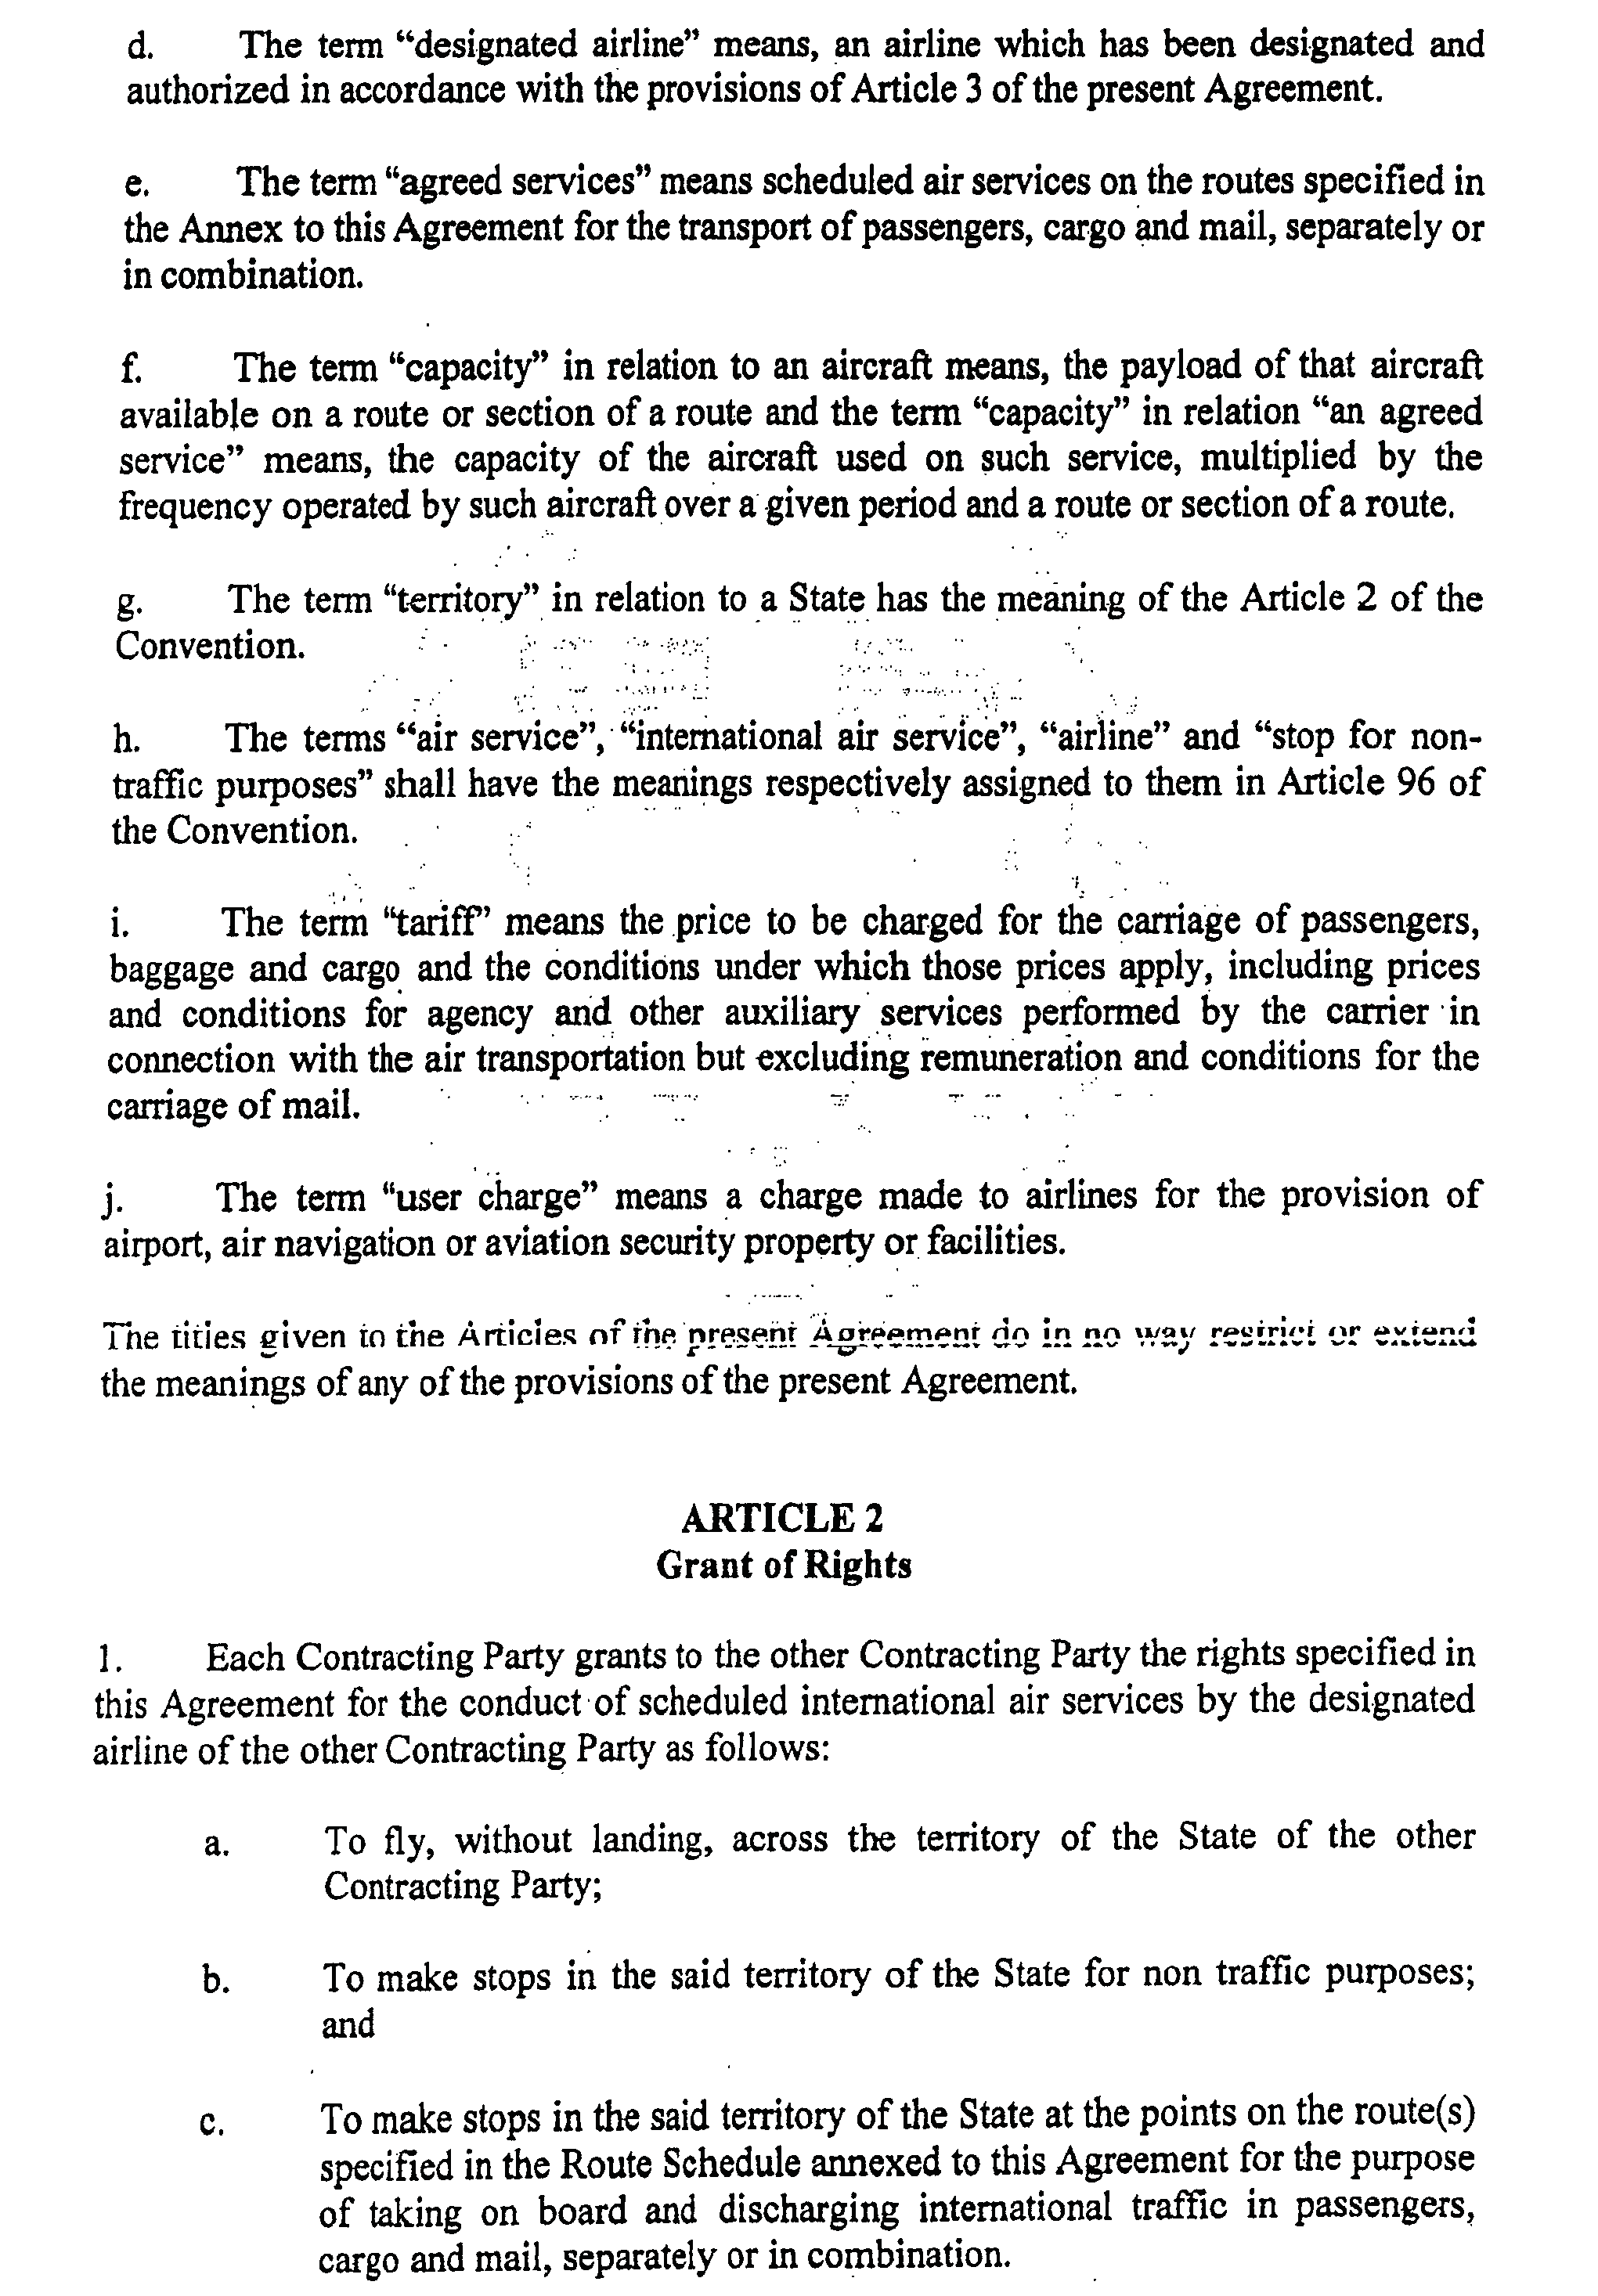 d. The term “designated airline” means, an airline which has been designated and
authorized in accordance with the provisions of Article 3 of the present Agreement.
e. The term “agreed services” means scheduled air services on the routes specified in
the Annex to this Agreement for the transport of passengers, cargo and mail, separately or
in combination.
f. The term “capacity” in relation to an aircraft means, the payload of that aircraft
available on a route or section of a route and the term “capacity” in relation “an agreed
service” means, the capacity of the aircraft used on such service, multiplied by the
frequency operated by such aircraft over a given period and a route or section of a route.
g. The term “territory” in relation to a State has the meaning of the Article 2 of the
Convention.
h. The terms “air service”, “international air service”, “airline” and “stop for non-
traffic purposes” shall have the meanings respectively assigned to them in Article 96 of
the Convention.
i. The term “tariff” means the price to be charged for the carriage of passengers,
baggage and cargo and the conditions under which those prices apply, including prices
and conditions for agency and other auxiliary services performed by the carrier in
connection with the air transportation but excluding remuneration and conditions for the
carriage of mail.
j. The term “user charge” means a charge made to airlines for the provision of
airport, air navigation or aviation security property or facilities.
The titles given to the Articles of the present Agreement do in no way restrict or extend
the meanings of any of the provisions of the present Agreement.
ARTICLE 2
Grant of Rights
1. Each Contracting Party grants to the other Contracting Party the rights specified in
this Agreement for the conduct of scheduled international air services by the designated
airline of the other Contracting Party as follows:
a. To fly, without landing, across the territory of the State of the other
Contracting Party;
b. To make stops in the said territory of the State for non traffic purposes;
and
c. To make stops in the said territory of the State at the points on the route(s)
specified in the Route Schedule annexed to this Agreement for the purpose
of taking on board and discharging international traffic in passengers,
cargo and mail, separately or in combination.